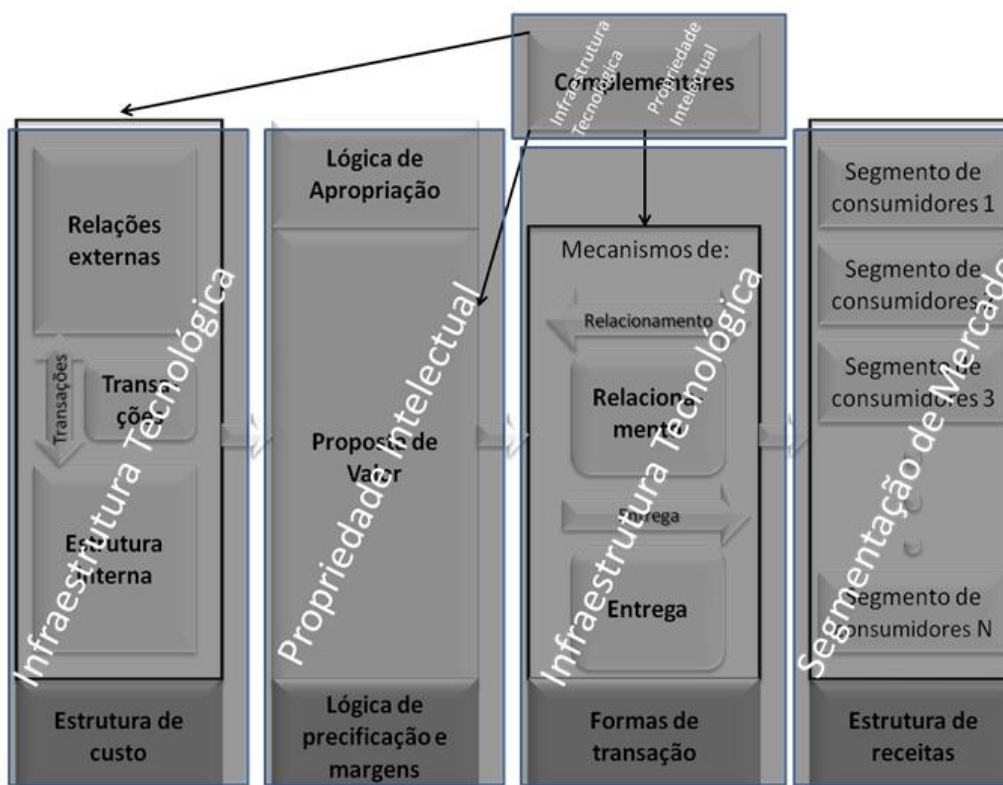 Complementares
Infraestrutura
Tecnológica
Propriedade
Intelectual
Relações
externas
Transações
Transa-
ções
Estrutura
Interna
Infraestrutura Tecnológica
Estrutura de
custo
Lógica de
Apropriação
Proposta de
Valor
Propriedade Intelectual
Lógica de
precificação e
margens
Mecanismos de:
Relacionamento
Relaciona-
mento
Entrega
Entrega
Infraestrutura Tecnológica
Formas de
transação
Segmento de
consumidores 1
Segmento de
consumidores
Segmento de
consumidores 3
Segmento de
consumidores N
Segmentação de Mercado
Estrutura de
receitas